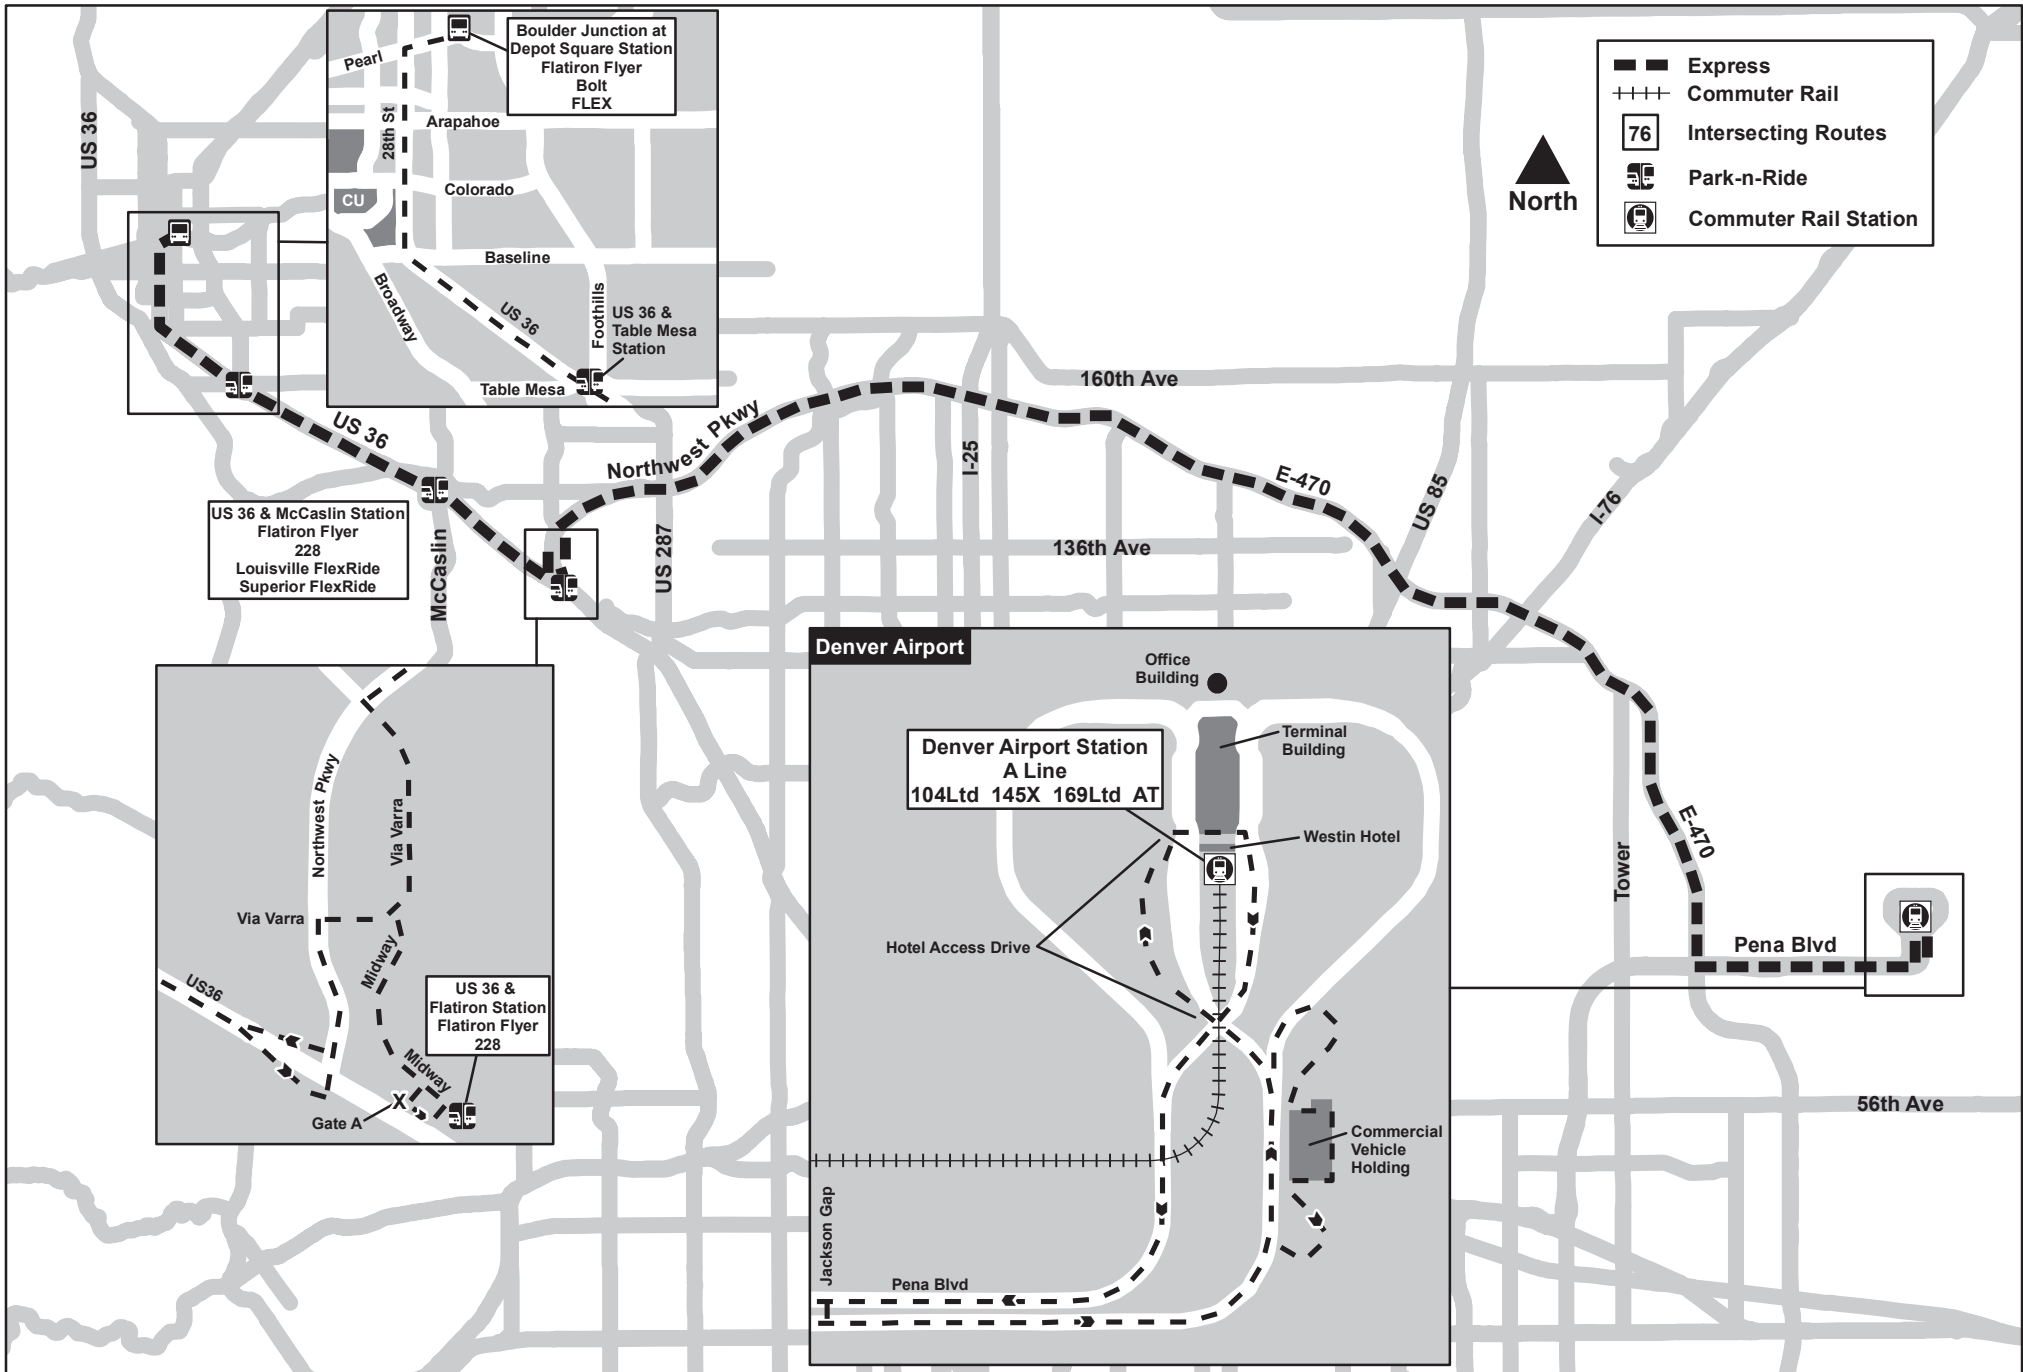 Boulder Junction at
Depot Square Station
Flatiron Flyer
Bolt
FLEX
Pearl
28th St
Arapahoe
CU
Colorado
Baseline
Broadway
US 36
Foothills
US 36 &
Table Mesa
Station
Table Mesa
Express
Commuter Rail
76 Intersecting Routes
Park-n-Ride
Commuter Rail Station
North
US 36
US 36
Northwest Pkwy
160th Ave
I-25
E-470
US 85
I-76
136th Ave
US 287
McCaslin
US 36 & McCaslin Station
Flatiron Flyer
228
Louisville FlexRide
Superior FlexRide
Northwest Pkwy
Via Varra
Via Varra
Midway
US36
Midway
US 36 &
Flatiron Station
Flatiron Flyer
228
X
Gate A
Denver Airport
Office
Building
Terminal
Building
Denver Airport Station
A Line
104Ltd 145X 169Ltd AT
Westin Hotel
Hotel Access Drive
Commercial
Vehicle
Holding
Jackson Gap
Pena Blvd
E-470
Tower
Pena Blvd
56th Ave